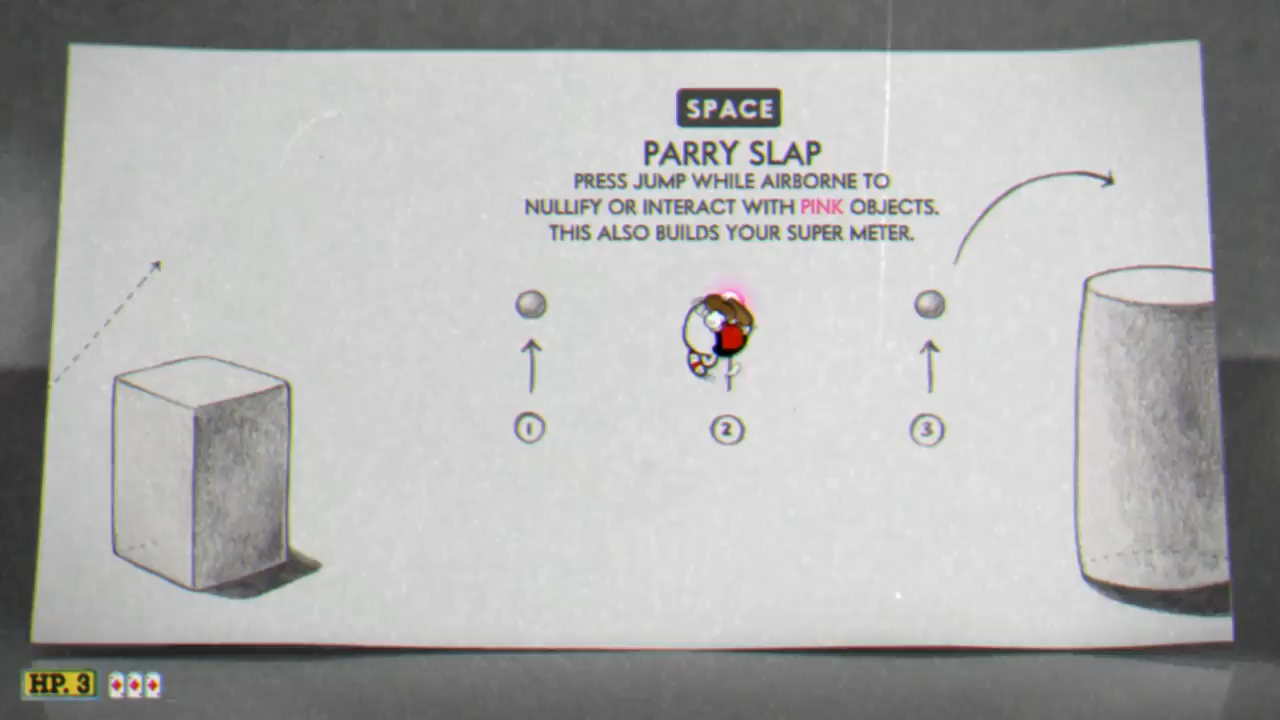 SPACE
PARRY SLAP
PRESS JUMP WHILE AIRBORNE TO
NULLIFY OR INTERACT WITH PINK OBJECTS.
THIS ALSO BUILDS YOUR SUPER METER.
1 2 3
HP. 3